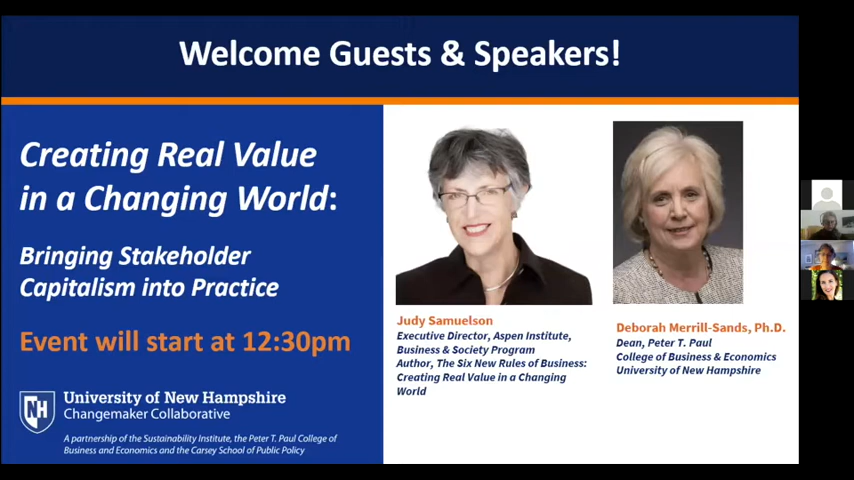 Welcome Guests & Speakers!
Creating Real Value
in a Changing World:
Bringing Stakeholder
Capitalism into Practice
Event will start at 12:30pm
NH
University of New Hampshire
Changemaker Collaborative
A partnership of the Sustainability Institute, the Peter T. Paul College of
Business and Economics and the Carsey School of Public Policy
Judy Samuelson
Executive Director, Aspen Institute,
Business & Society Program
Author, The Six New Rules of Business:
Creating Real Value in a Changing
World
Deborah Merrill-Sands, Ph.D.
Dean, Peter T. Paul
College of Business & Economics
University of New Hampshire